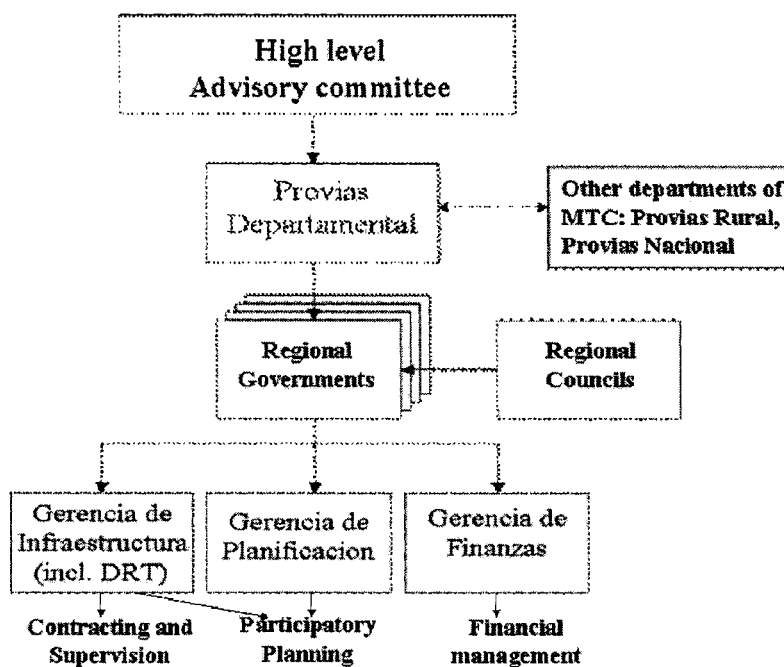 High level
Advisory committee
Provias
Departamental
Other departments of
MTC: Provias Rural,
Provias Nacional
Regional
Governments
Regional
Councils
Gerencia de
Infraestructura
(incl. DRT)
Gerencia de
Planificacion
Gerencia de
Finanzas
Contracting and
Supervision
Participatory
Planning
Financial
management